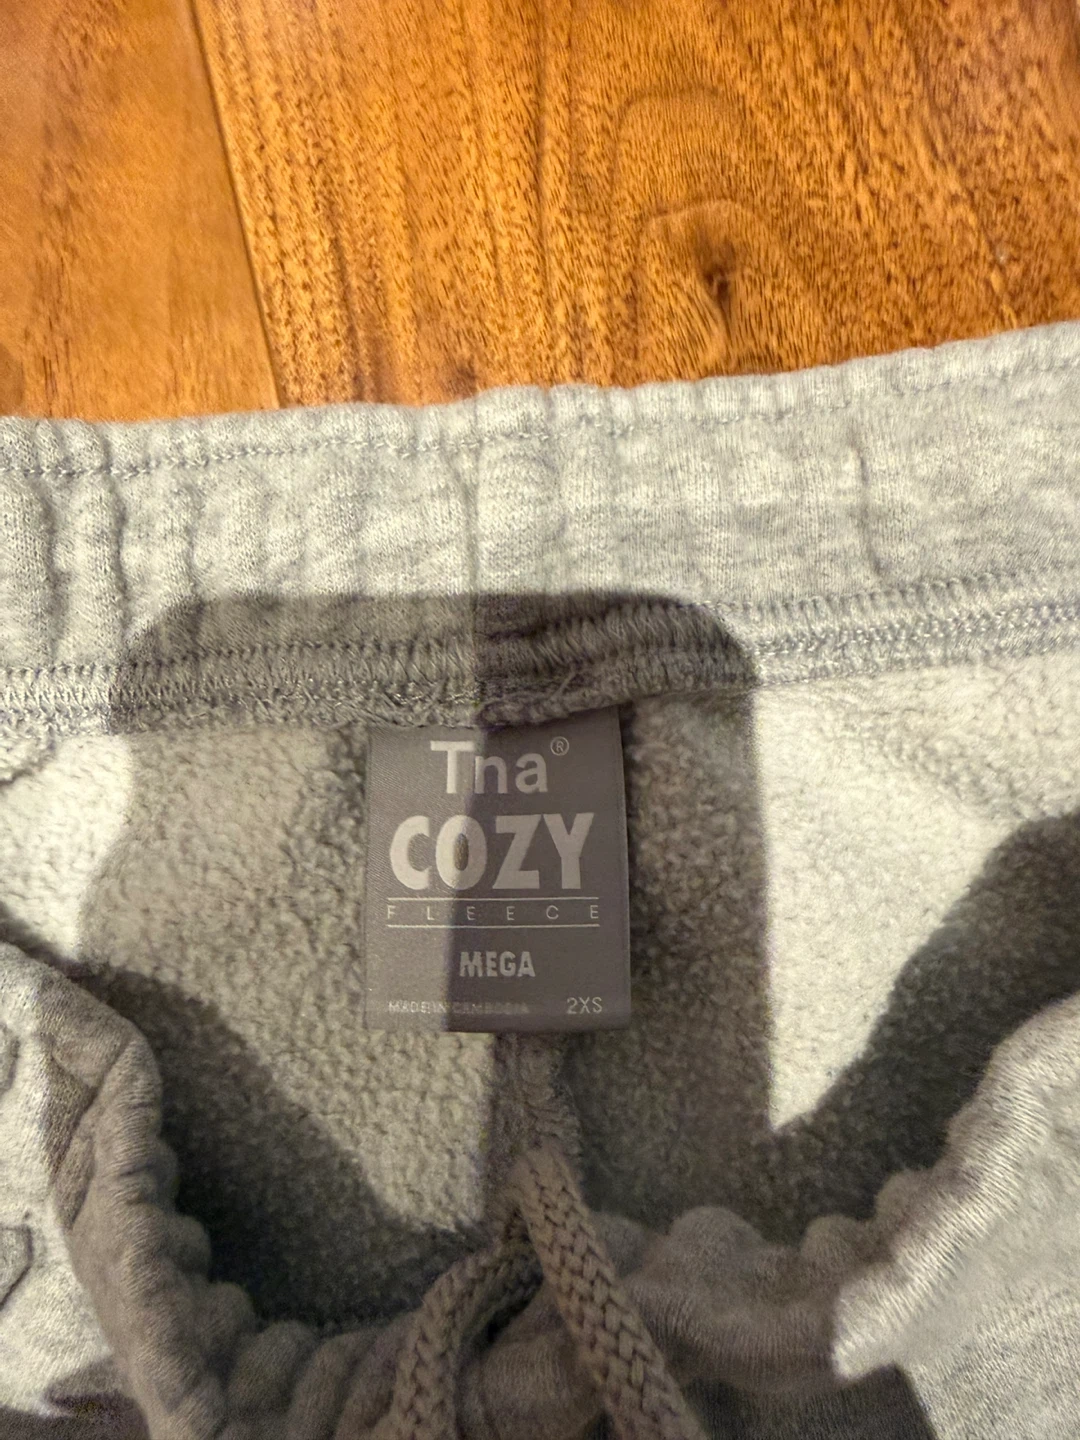 Tna®
COZY
FLEECE
MEGA
MADE IN CAMBODIA 2XS